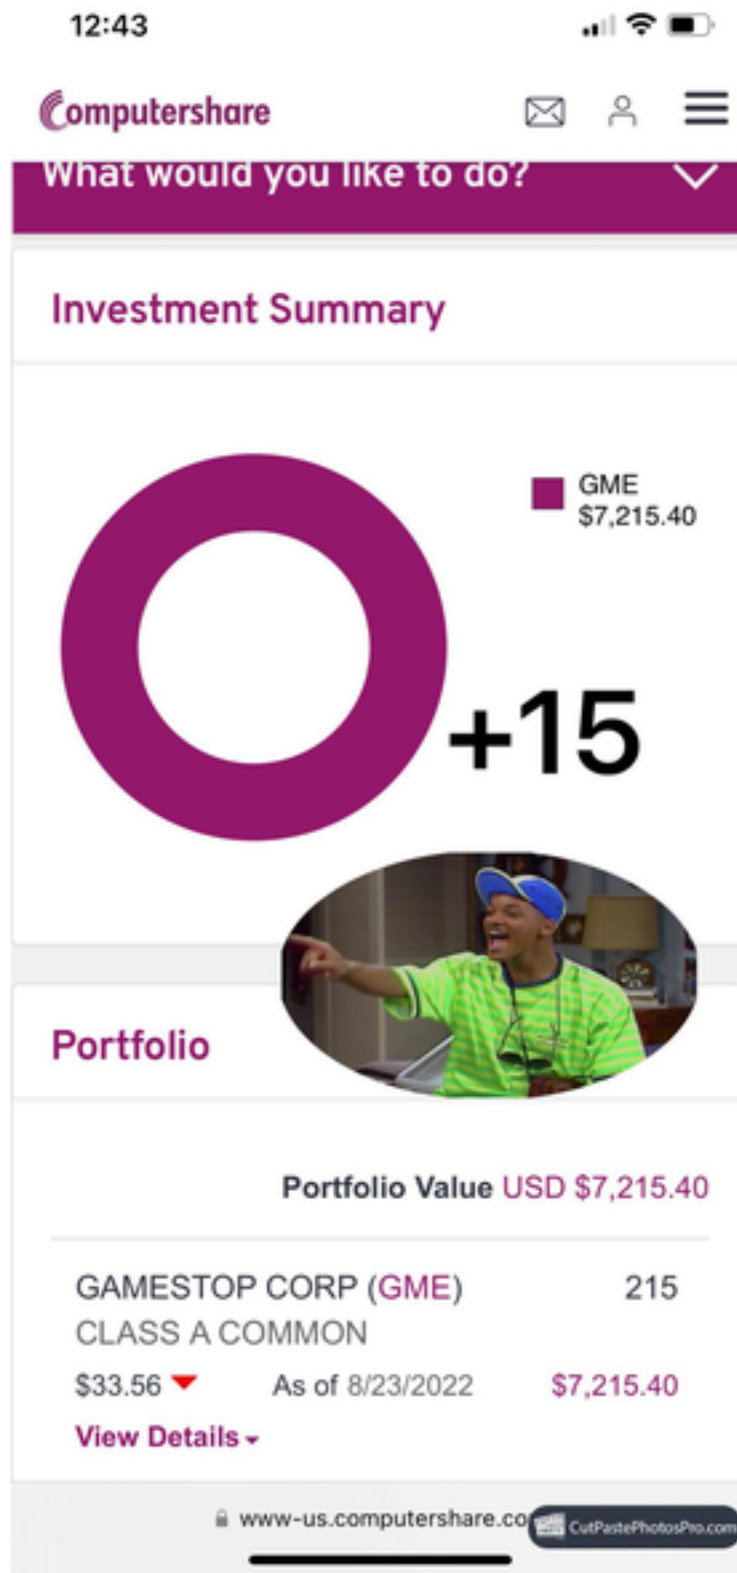 12:43
Computershare
What would you like to do?
Investment Summary
GME
$7,215.40
+15
Portfolio
Portfolio Value USD $7,215.40
GAMESTOP CORP (GME) 215
CLASS A COMMON
$33.56 As of 8/23/2022 $7,215.40
View Details
www-us.computershare.co
CutPastePhotosPro.com